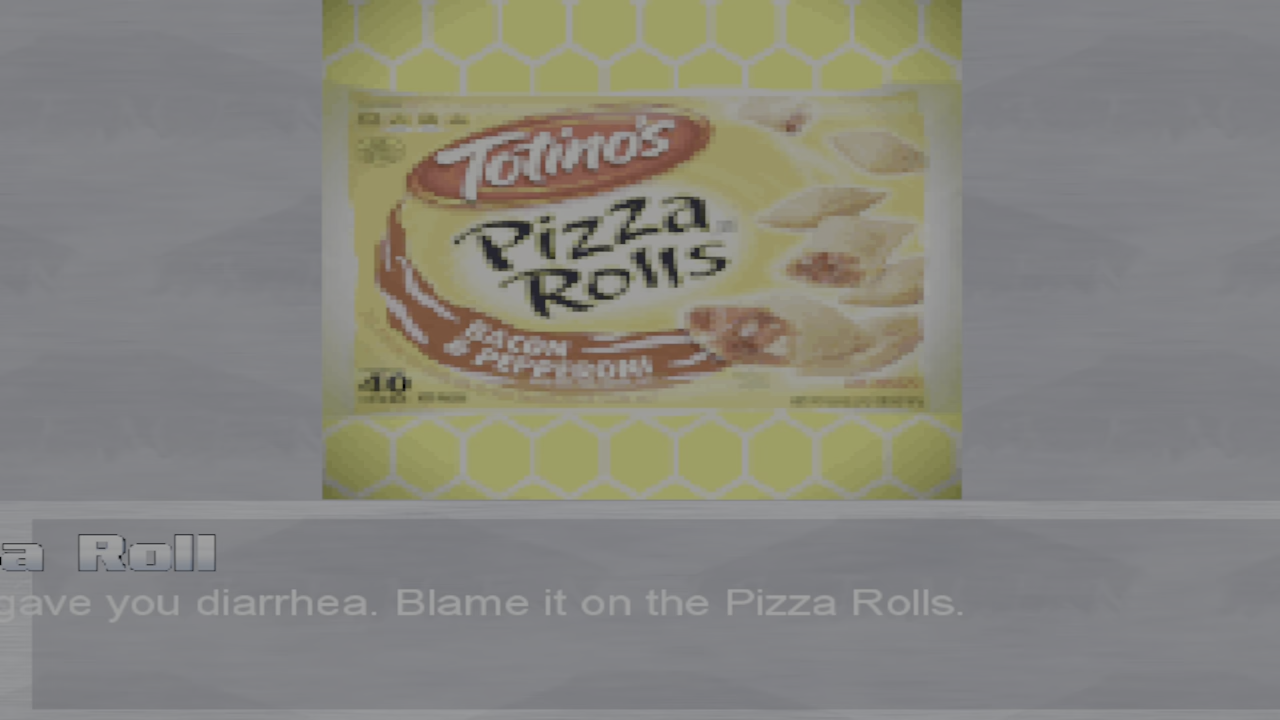 Totino's
Pizza
Rolls
BACON
& PEPPERONI
40
a Roll
gave you diarrhea. Blame it on the Pizza Rolls.